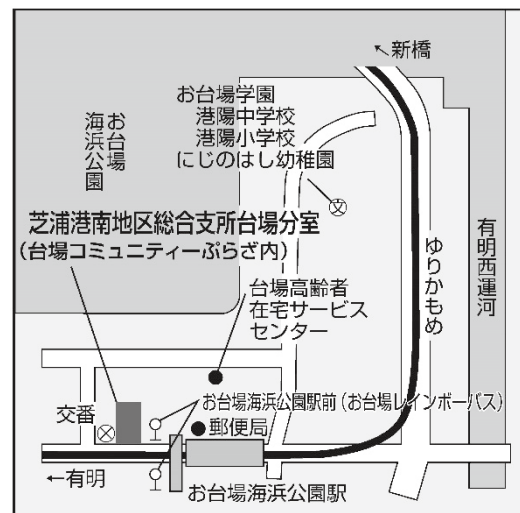 ↖新橋
お台場学園
港陽中学校
港陽小学校
にじのはし幼稚園
お台場
海浜公園
芝浦港南地区総合支所台場分室
(台場コミュニティーぷらざ内)
台場高齢者
在宅サービス
センター
ゆりかもめ
有明西運河
交番
お台場海浜公園駅前(お台場レインボーバス)
郵便局
←有明
お台場海浜公園駅